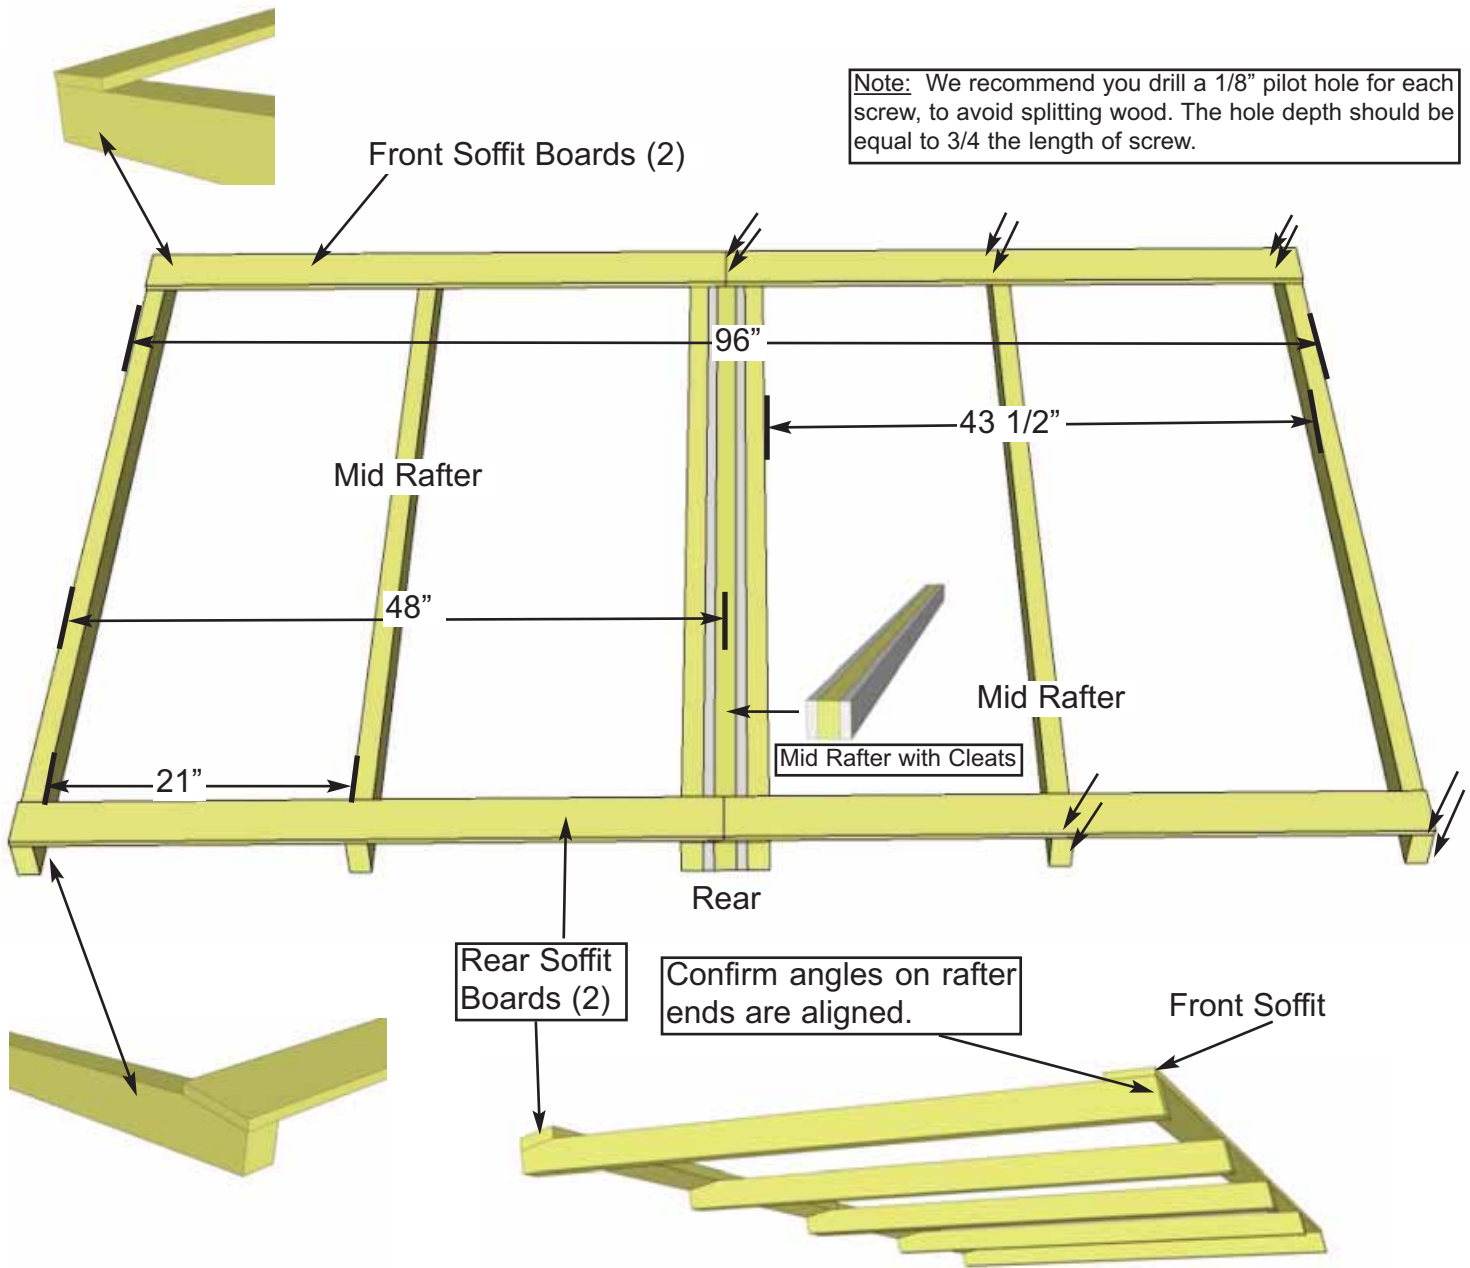 Note: We recommend you drill a 1/8” pilot hole for each
screw, to avoid splitting wood. The hole depth should be
equal to 3/4 the length of screw.
Front Soffit Boards (2)
96”
43 1/2”
Mid Rafter
48”
Mid Rafter
Mid Rafter with Cleats
21”
Rear
Rear Soffit
Boards (2)
Confirm angles on rafter
ends are aligned.
Front Soffit